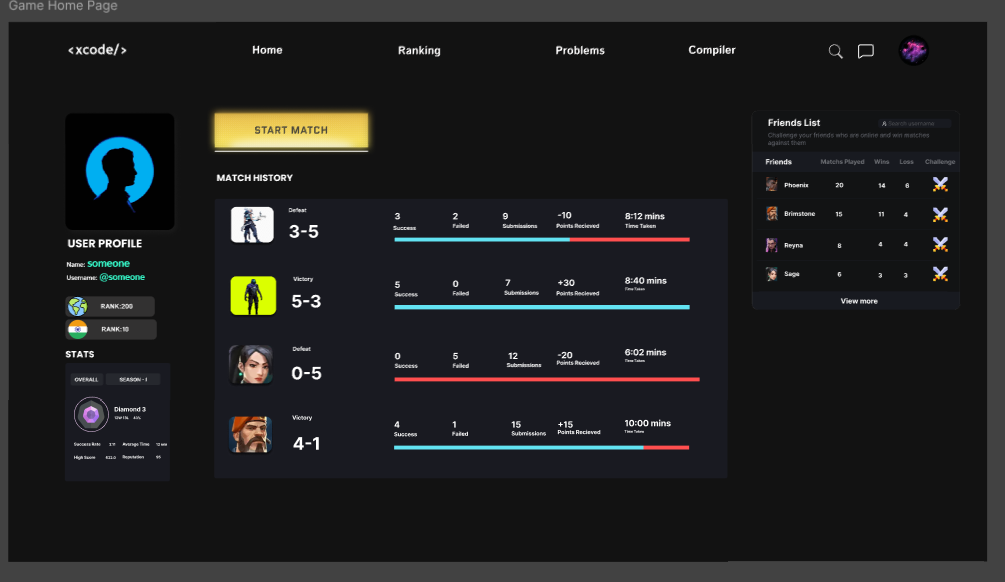 Game Home Page
<xcode/>
Home
Ranking
Problems
Compiler
START MATCH
MATCH HISTORY
Defeat
3-5
3
Success
2
Failed
9
Submissions
-10
Points Recieved
8:12 mins
Time Taken
Victory
5-3
5
Success
0
Failed
7
Submissions
+30
Points Recieved
8:40 mins
Time Taken
Defeat
0-5
0
Success
5
Failed
12
Submissions
-20
Points Recieved
6:02 mins
Time Taken
Victory
4-1
4
Success
1
Failed
15
Submissions
+15
Points Recieved
10:00 mins
Time Taken
USER PROFILE
Name: someone
Username: @someone
RANK:200
RANK:10
STATS
OVERALL
SEASON - I
Diamond 3
Success Rate
Average Time
High Score
Reputation
95
Friends List
Search username
Challenge your friends who are online and win matches
against them
Friends Matchs Played Wins Loss Challenge
Phoenix 20 14 6
Brimstone 15 11 4
Reyna 8 4 4
Sage 6 3 3
View more